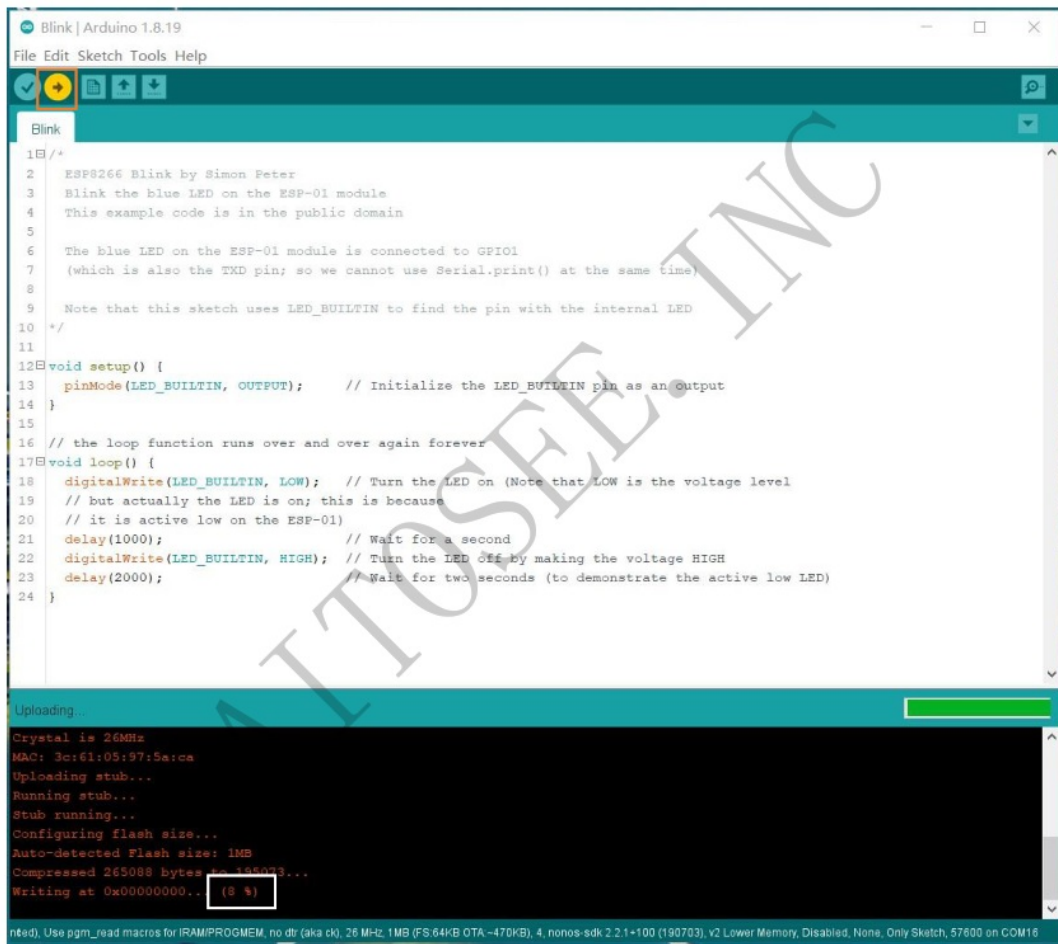 Blink | Arduino 1.8.19
File Edit Sketch Tools Help
Blink
1 /*
2 ESP8266 Blink by Simon Peter
3 Blink the blue LED on the ESP-01 module
4 This example code is in the public domain
5
6 The blue LED on the ESP-01 module is connected to GPIO1
7 (which is also the TXD pin; so we cannot use Serial.print() at the same time)
8
9 Note that this sketch uses LED_BUILTIN to find the pin with the internal LED
10 */
11
12 void setup() {
13 pinMode(LED_BUILTIN, OUTPUT); // Initialize the LED_BUILTIN pin as an output
14 }
15
16 // the loop function runs over and over again forever
17 void loop() {
18 digitalWrite(LED_BUILTIN, LOW); // Turn the LED on (Note that LOW is the voltage level
19 // but actually the LED is on; this is because
20 // it is active low on the ESP-01)
21 delay(1000); // Wait for a second
22 digitalWrite(LED_BUILTIN, HIGH); // Turn the LED off by making the voltage HIGH
23 delay(2000); // Wait for two seconds (to demonstrate the active low LED)
24 }
AITOSEE. INC
Uploading...
Crystal is 26MHz
MAC: 3c:61:05:97:5a:ca
Uploading stub...
Running stub...
Stub running...
Configuring flash size...
Auto-detected Flash size: 1MB
Compressed 265088 bytes to 195023...
Writing at 0x00000000... (8 %)
nted), Use pgm_read macros for IRAM/PROGMEM, no dtr (aka ck), 26 MHz, 1MB (FS:64KB OTA:~470KB), 4, nonos-sdk 2.2.1+100 (190703), v2 Lower Memory, Disabled, None, Only Sketch, 57600 on COM16